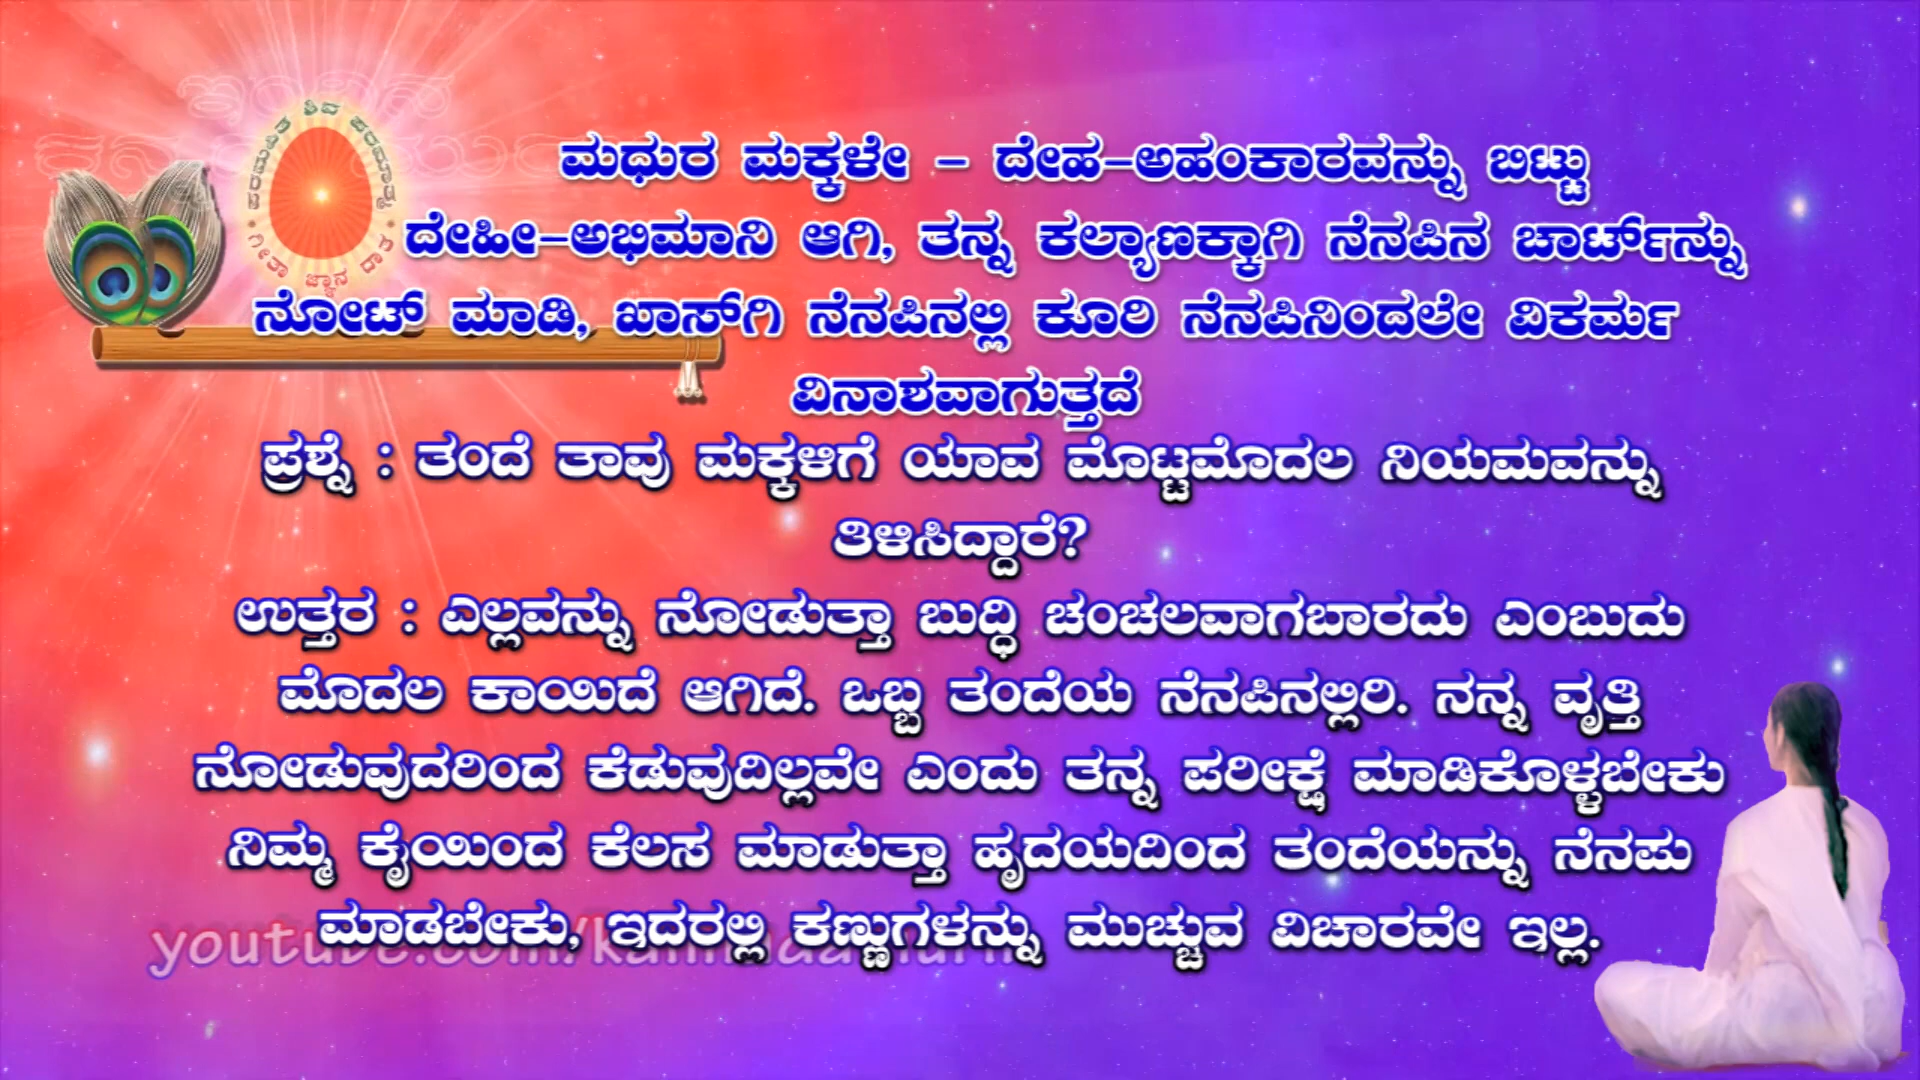 ಪರಮಪಿತ ಶಿವ ಪರಮಾತ್ಮ
ಗೀತಾ ಜ್ಞಾನ ದಾತ
ಮಧುರ ಮಕ್ಕಳೇ – ದೇಹ–ಅಹಂಕಾರವನ್ನು ಬಿಟ್ಟು
ದೇಹೀ–ಅಭಿಮಾನಿ ಆಗಿ, ತನ್ನ ಕಲ್ಯಾಣಕ್ಕಾಗಿ ನೆನಪಿನ ಚಾರ್ಟ್‌ನ್ನು
ನೋಟ್ ಮಾಡಿ, ಖಾಸ್‌ಗಿ ನೆನಪಿನಲ್ಲಿ ಕೂರಿ ನೆನಪಿನಿಂದಲೇ ವಿಕರ್ಮ
ವಿನಾಶವಾಗುತ್ತದೆ
ಪ್ರಶ್ನೆ : ತಂದೆ ತಾವು ಮಕ್ಕಳಿಗೆ ಯಾವ ಮೊಟ್ಟಮೊದಲ ನಿಯಮವನ್ನು
ತಿಳಿಸಿದ್ದಾರೆ?
ಉತ್ತರ : ಎಲ್ಲವನ್ನು ನೋಡುತ್ತಾ ಬುದ್ಧಿ ಚಂಚಲವಾಗಬಾರದು ಎಂಬುದು
ಮೊದಲ ಕಾಯಿದೆ ಆಗಿದೆ. ಒಬ್ಬ ತಂದೆಯ ನೆನಪಿನಲ್ಲಿರಿ. ನನ್ನ ವೃತ್ತಿ
ನೋಡುವುದರಿಂದ ಕೆಡುವುದಿಲ್ಲವೇ ಎಂದು ತನ್ನ ಪರೀಕ್ಷೆ ಮಾಡಿಕೊಳ್ಳಬೇಕು
ನಿಮ್ಮ ಕೈಯಿಂದ ಕೆಲಸ ಮಾಡುತ್ತಾ ಹೃದಯದಿಂದ ತಂದೆಯನ್ನು ನೆನಪು
ಮಾಡಬೇಕು, ಇದರಲ್ಲಿ ಕಣ್ಣುಗಳನ್ನು ಮುಚ್ಚುವ ವಿಚಾರವೇ ಇಲ್ಲ.